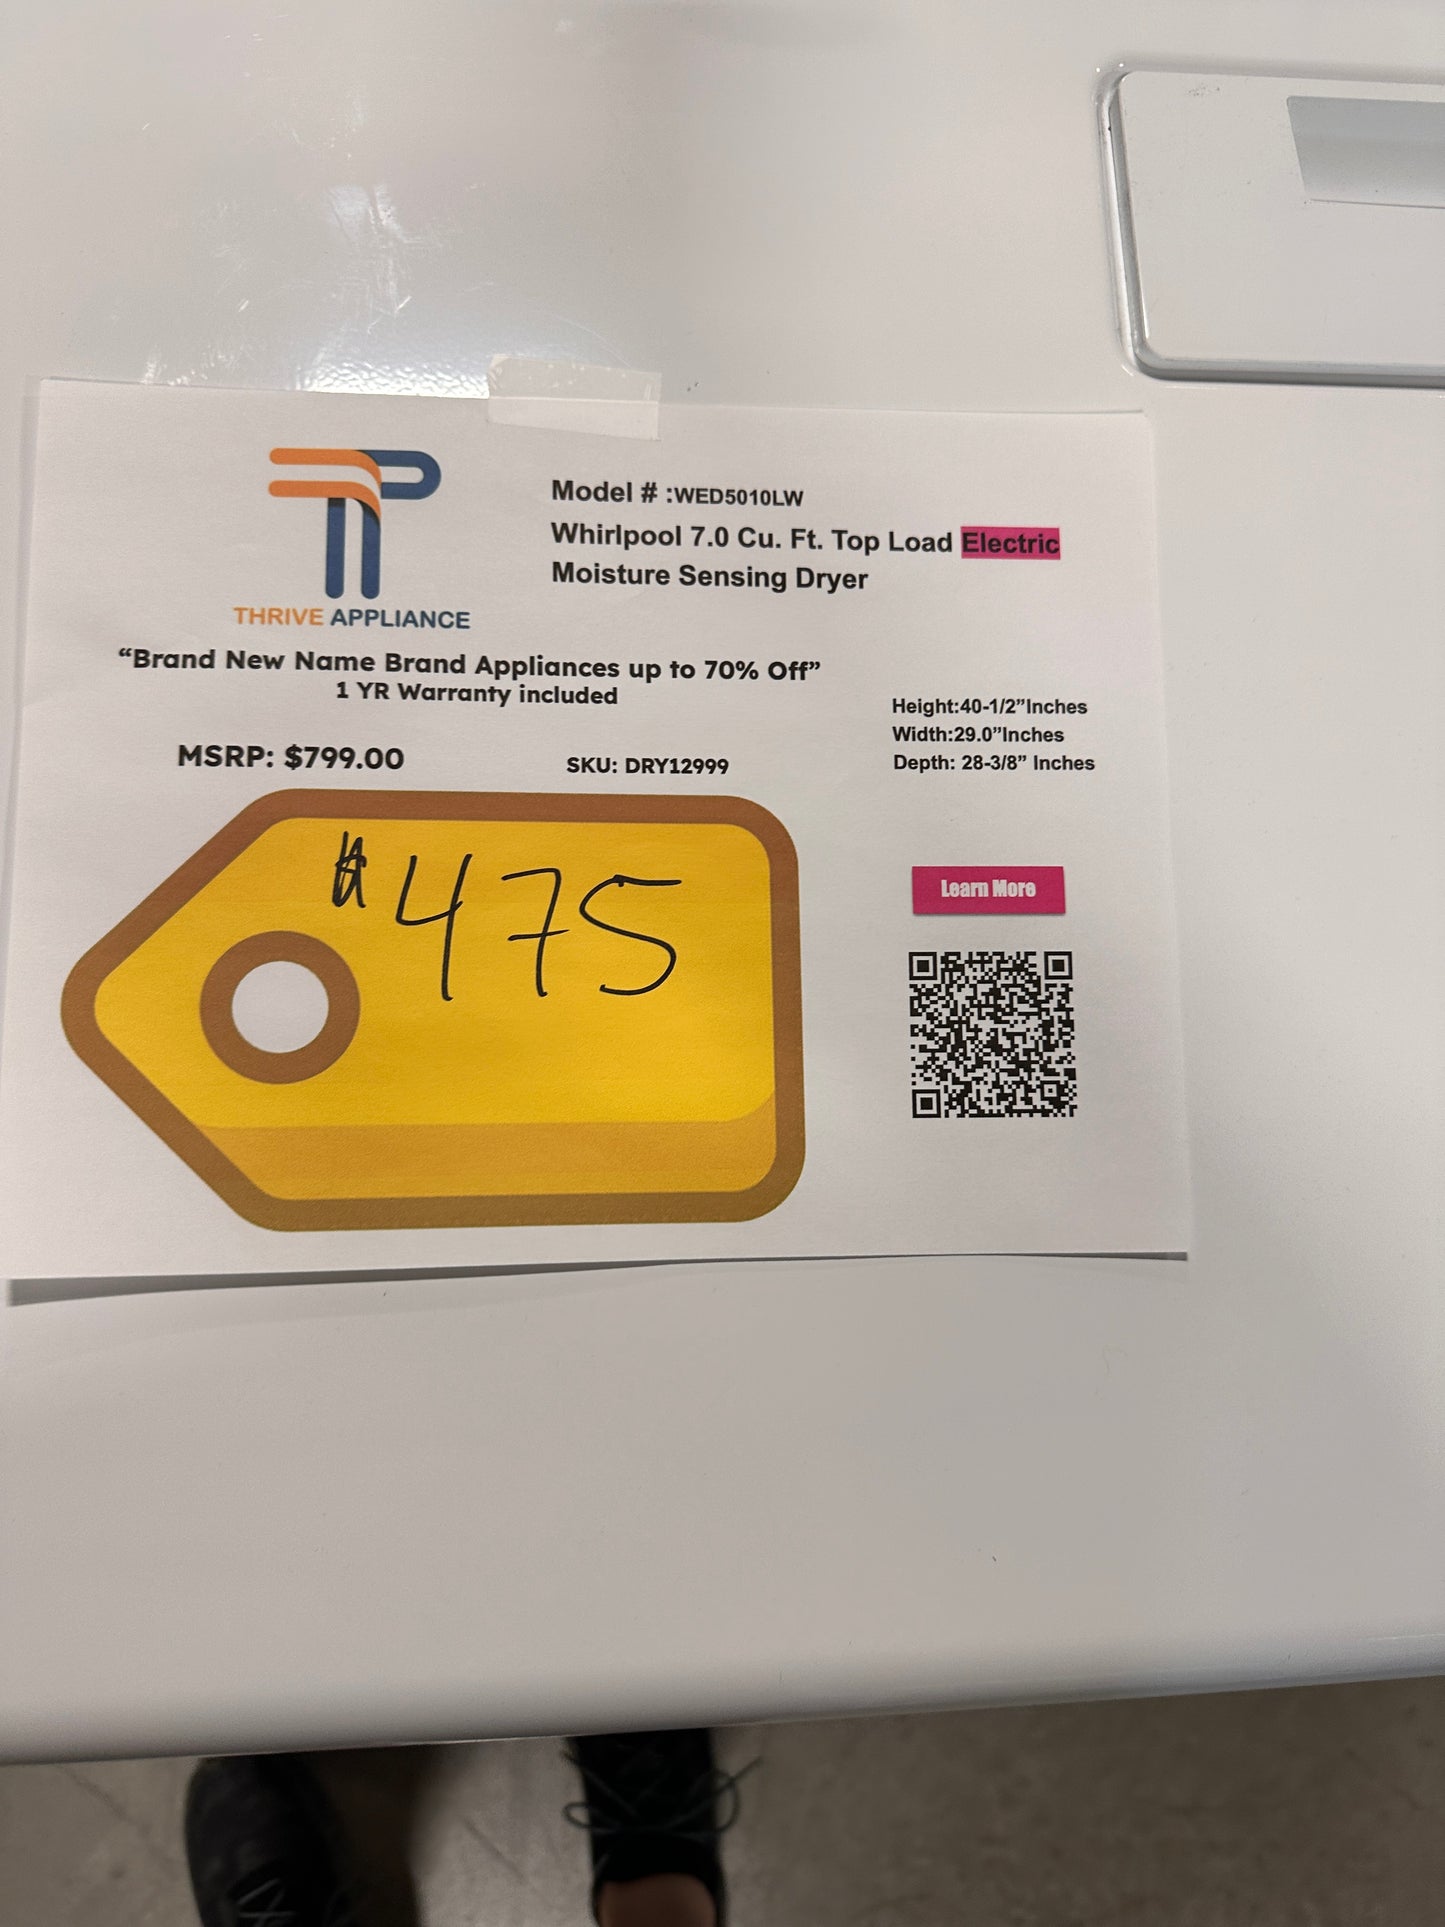 THRIVE APPLIANCE
Model # :WED5010LW
Whirlpool 7.0 Cu. Ft. Top Load Electric
Moisture Sensing Dryer
“Brand New Name Brand Appliances up to 70% Off”
1 YR Warranty included
MSRP: $799.00
SKU: DRY12999
Height:40-1/2”Inches
Width:29.0”Inches
Depth: 28-3/8” Inches
$475
Learn More